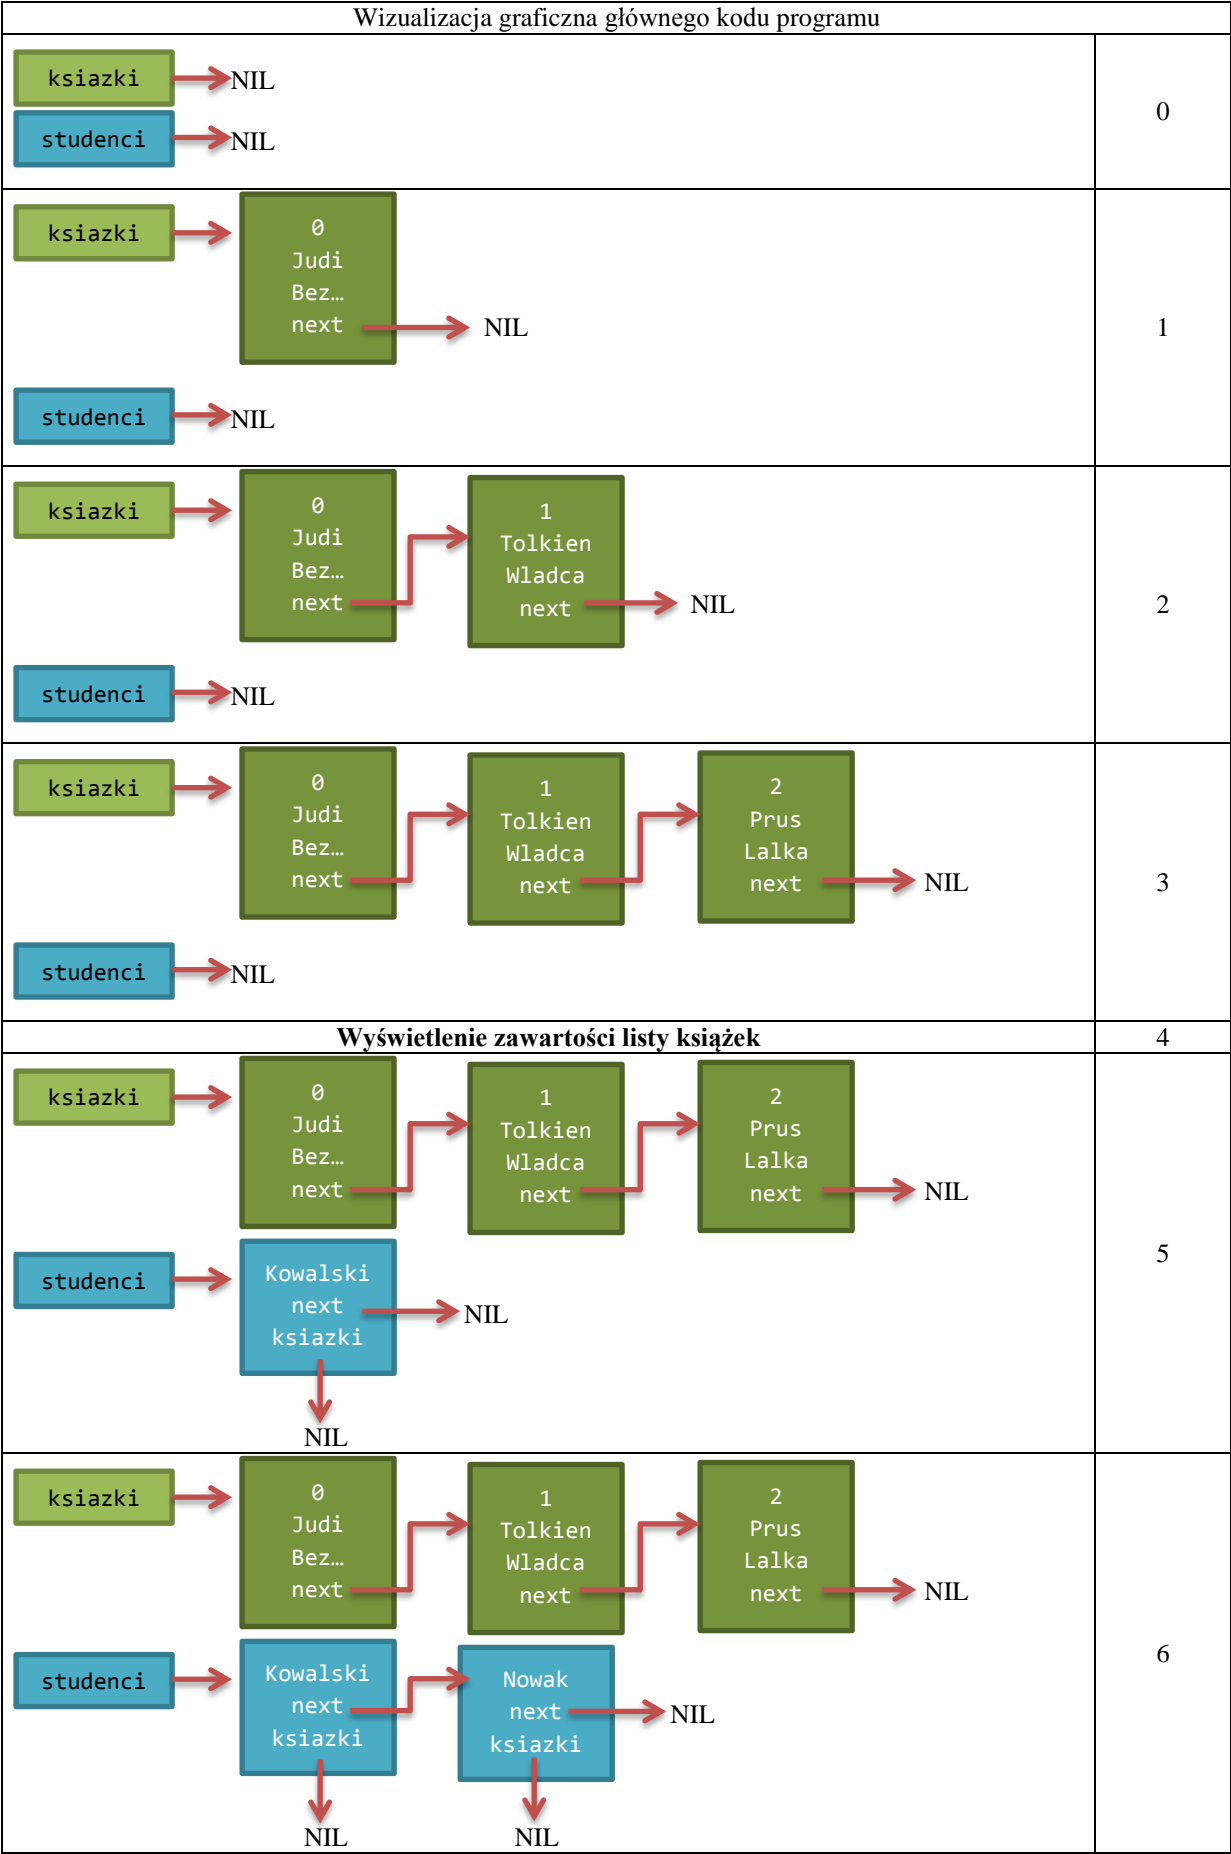 Wizualizacja graficzna głównego kodu programu
ksiazki NIL
studenci NIL
0
ksiazki
0
Judi
Bez…
next NIL
1
studenci NIL
ksiazki
0
Judi
Bez…
next
1
Tolkien
Wladca
next NIL
2
studenci NIL
ksiazki
0
Judi
Bez…
next
1
Tolkien
Wladca
next
2
Prus
Lalka
next NIL
3
studenci NIL
Wyświetlenie zawartości listy książek 4
ksiazki
0
Judi
Bez…
next
1
Tolkien
Wladca
next
2
Prus
Lalka
next NIL
5
studenci
Kowalski
next NIL
ksiazki
NIL
ksiazki
0
Judi
Bez…
next
1
Tolkien
Wladca
next
2
Prus
Lalka
next NIL
6
studenci
Kowalski
next
ksiazki
NIL
Nowak
next NIL
ksiazki
NIL